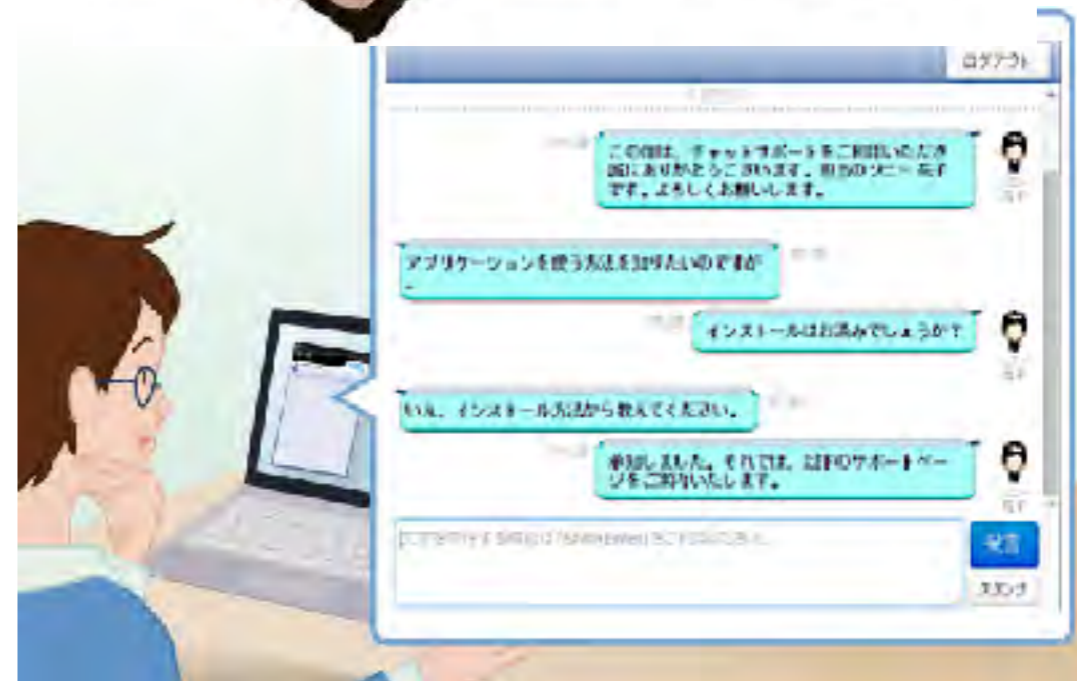 ログアウト
この度は、チャットサポートをご利用いただき
誠にありがとうございます。担当のソニー 花子
です。よろしくお願いします。
アプリケーションを使う方法を知りたいのですが
インストールはお済みでしょうか?
いえ、インストール方法から教えてください。
承知しました。それでは、以下のサポートペー
ジをご案内いたします。
発言
スタンプ